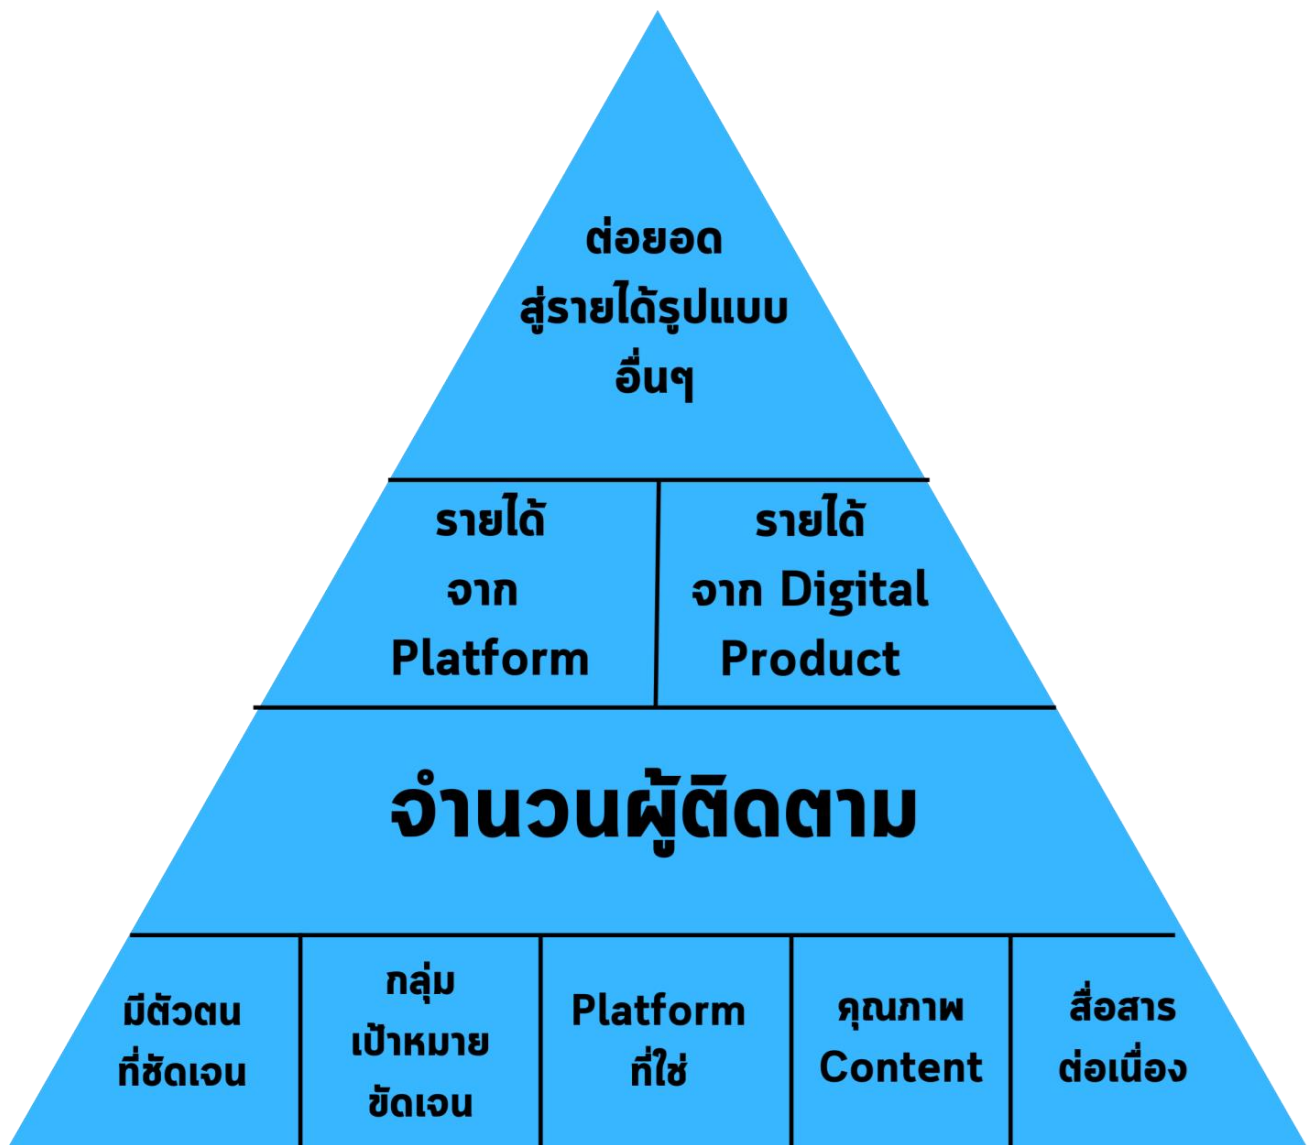 ต่อยอด
สู่รายได้รูปแบบ
อื่นๆ
รายได้
จาก
Platform
รายได้
จาก Digital
Product
จำนวนผู้ติดตาม
มีตัวตน
ที่ชัดเจน
กลุ่ม
เป้าหมาย
ขัดเจน
Platform
ที่ใช่
คุณภาพ
Content
สื่อสาร
ต่อเนื่อง